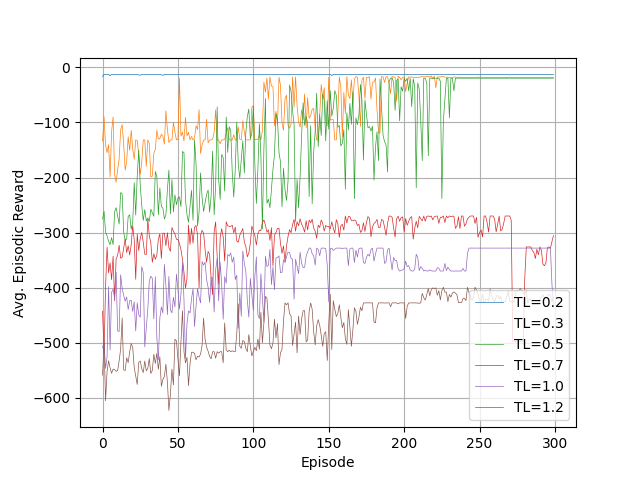 0
−100
−200
−300
−400
−500
−600
Avg. Episodic Reward
0
50
100
150
200
250
300
Episode
TL=0.2
TL=0.3
TL=0.5
TL=0.7
TL=1.0
TL=1.2